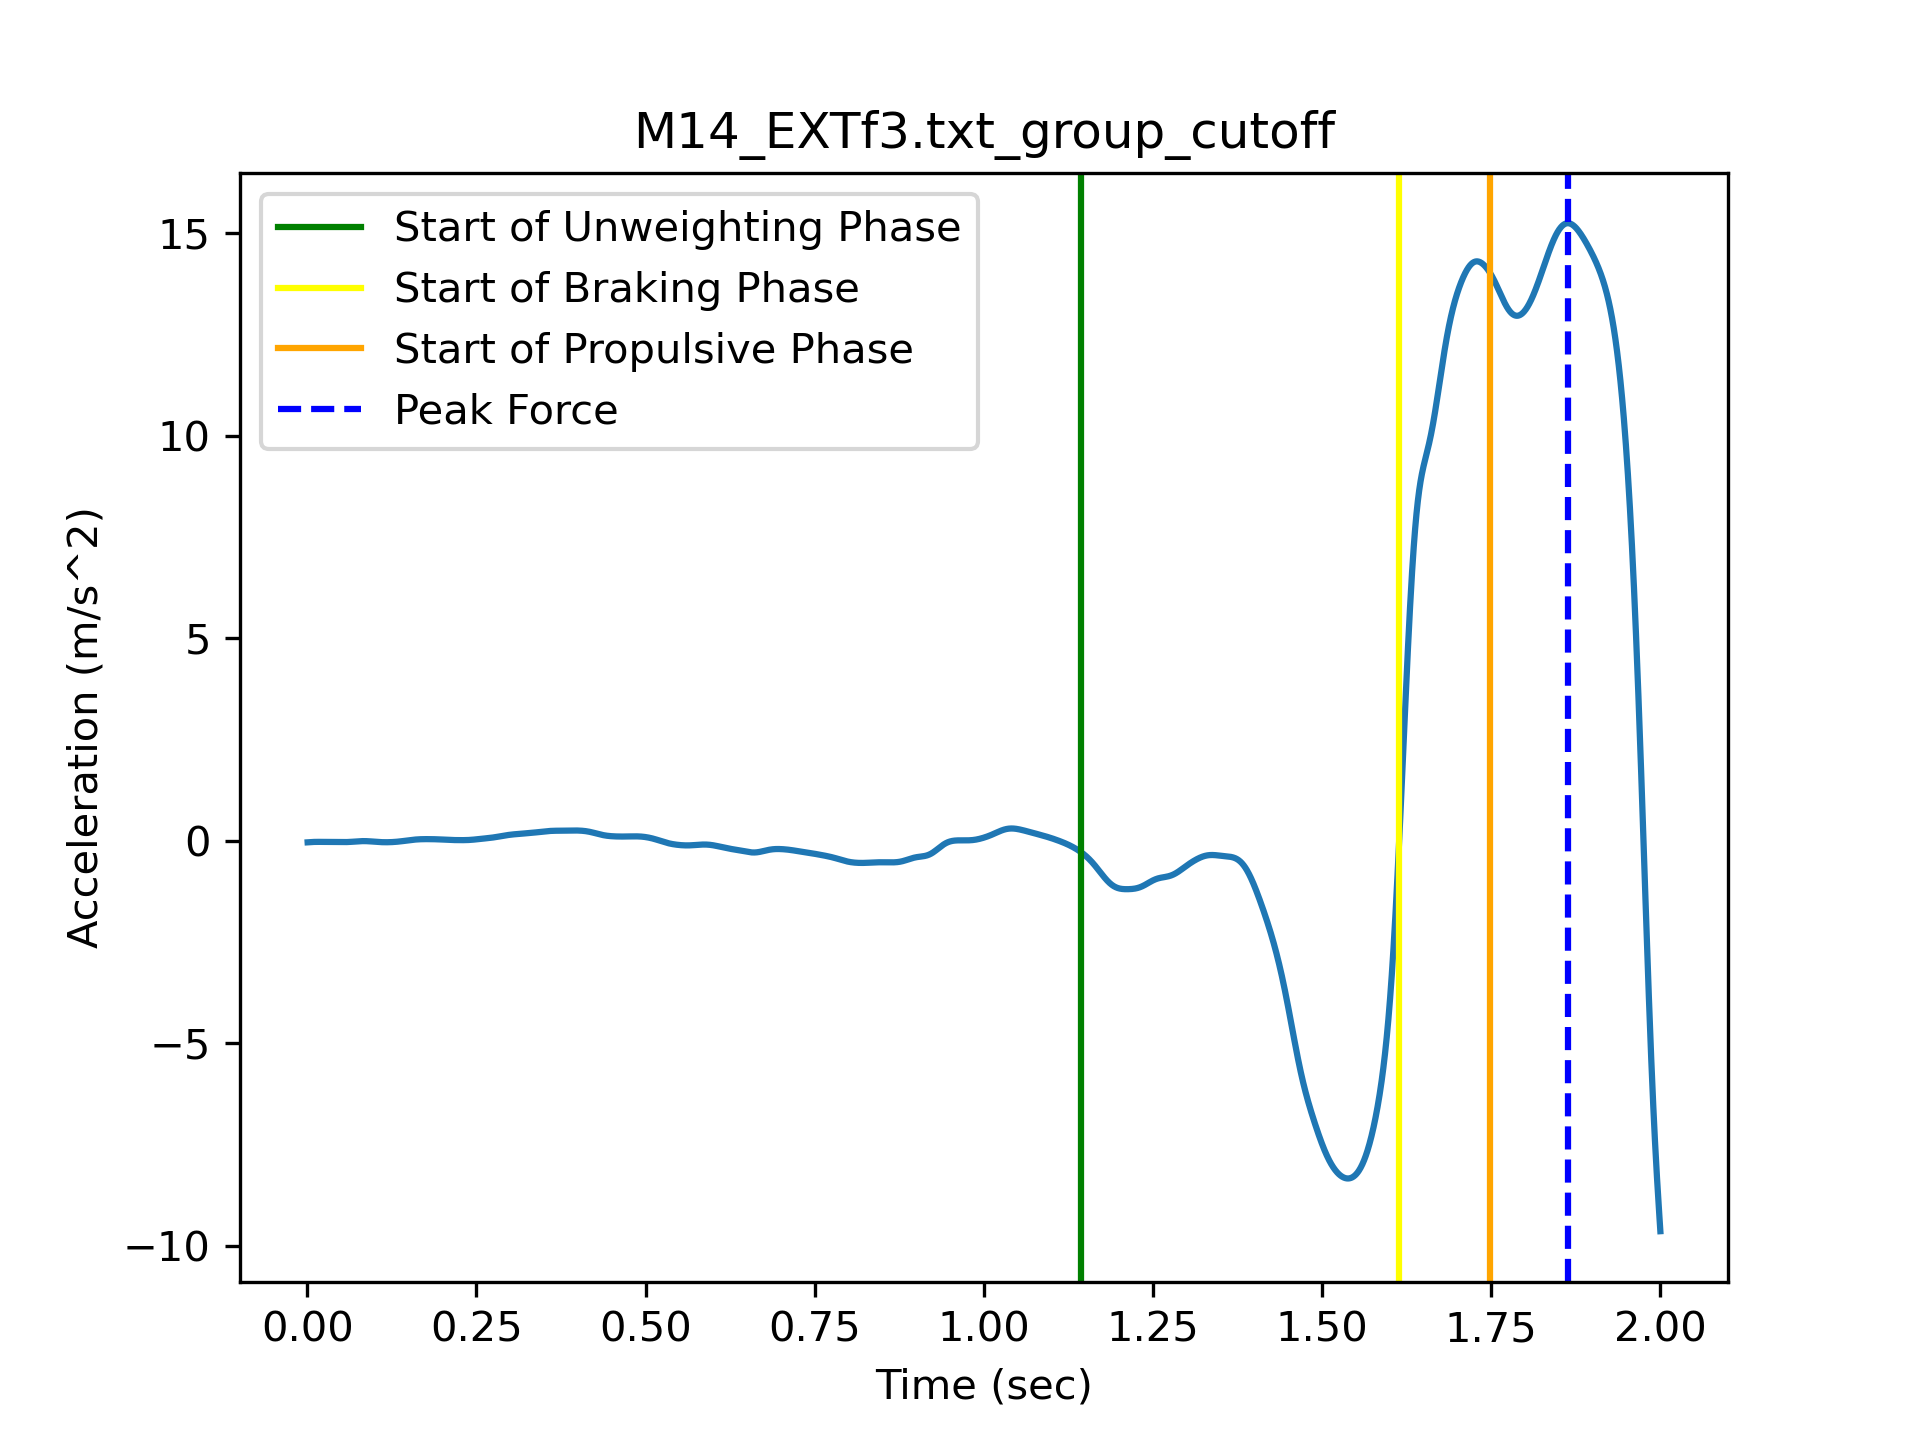 M14_EXTf3.txt_group_cutoff
Start of Unweighting Phase
Start of Braking Phase
Start of Propulsive Phase
Peak Force
15
10
5
0
−5
−10
Acceleration (m/s^2)
0.00 0.25 0.50 0.75 1.00 1.25 1.50 1.75 2.00
Time (sec)